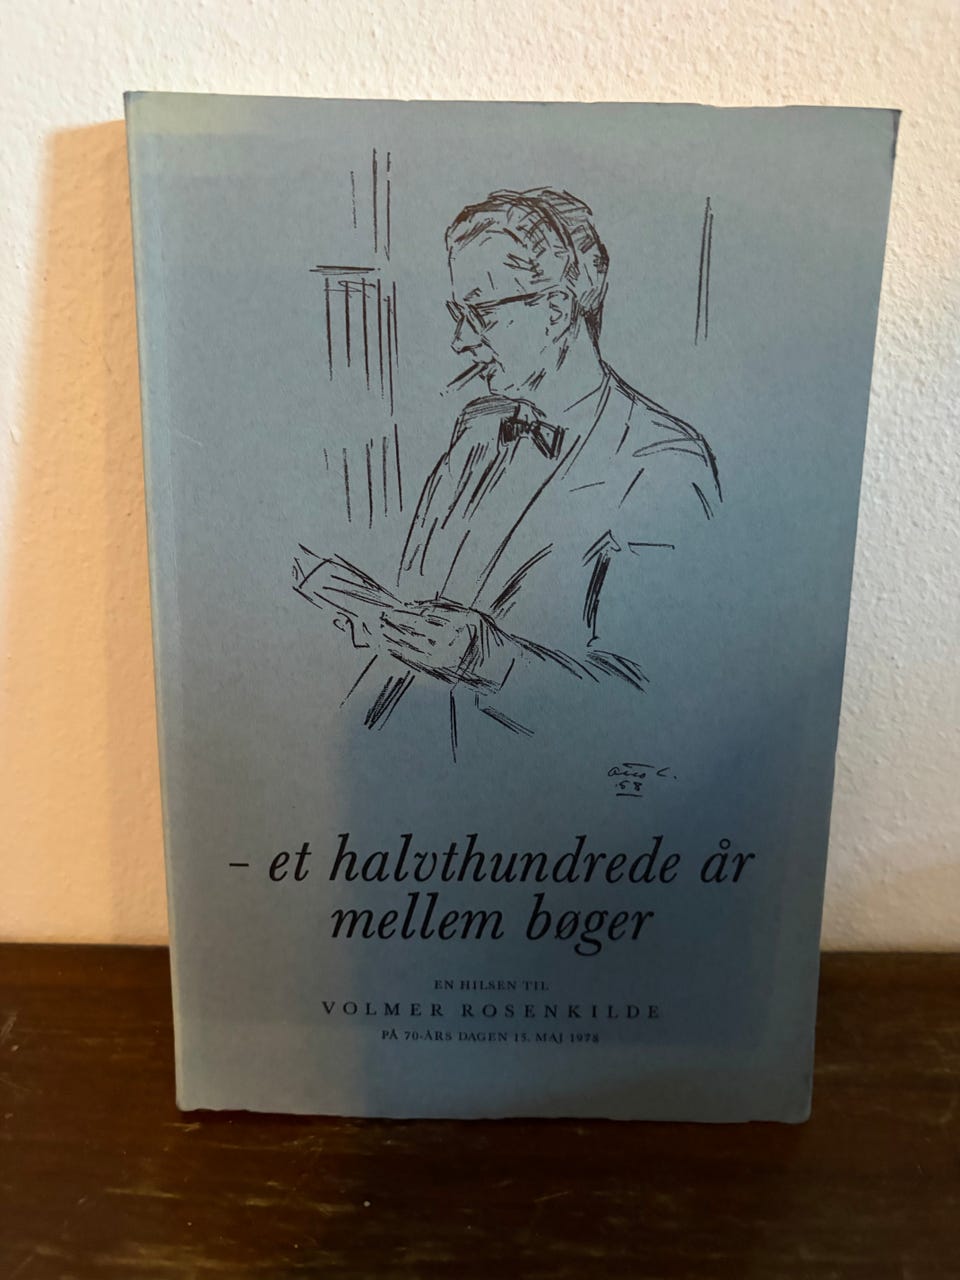 – et halvthundrede år
mellem bøger
EN HILSEN TIL
VOLMER ROSENKILDE
PÅ 70-ÅRS DAGEN 15. MAJ 1978